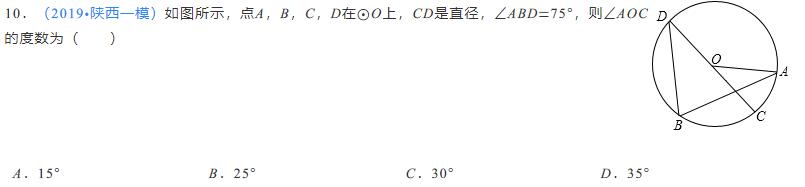 10．（2019•陕西一模）如图所示，点A，B，C，D在⊙O上，CD是直径，∠ABD=75°，则∠AOC
的度数为（　　）
D
O
A
C
B
A．15°　B．25°　C．30°　D．35°